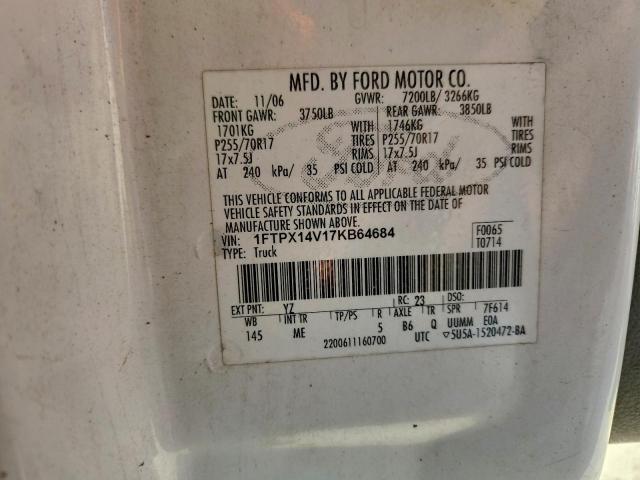 MFD. BY FORD MOTOR CO.
DATE: 11/06 GVWR: 7200LB/ 3266KG
FRONT GAWR: 3750LB REAR GAWR: 3850LB
1701KG WITH 1746KG WITH
P255/70R17 TIRES P255/70R17 TIRES
17x7.5J RIMS 17x7.5J RIMS
AT 240 kPa/ 35 PSI COLD AT 240 kPa/ 35 PSI COLD
THIS VEHICLE CONFORMS TO ALL APPLICABLE FEDERAL MOTOR
VEHICLE SAFETY STANDARDS IN EFFECT ON THE DATE OF
MANUFACTURE SHOWN ABOVE.
VIN: 1FTPX14V17KB64684 F0065
TYPE: Truck T0714
EXT PNT: YZ RC: 23 DSO:
WB INT TR TP/PS R AXLE TR SPR 7F614
145 ME 5 B6 Q UUMM EOA
2200611160700 UTC ▽5U5A-1520472-BA
Ford